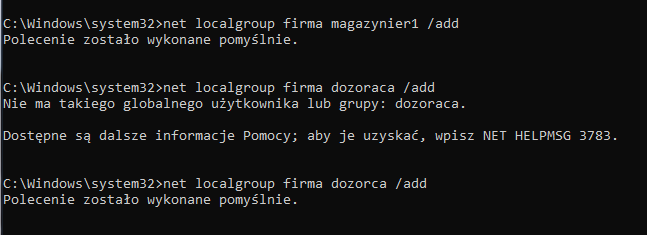 C:\Windows\system32>net localgroup firma magazynier1 /add
Polecenie zostało wykonane pomyślnie.
C:\Windows\system32>net localgroup firma dozoraca /add
Nie ma takiego globalnego użytkownika lub grupy: dozoraca.
Dostępne są dalsze informacje Pomocy; aby je uzyskać, wpisz NET HELPMSG 3783.
C:\Windows\system32>net localgroup firma dozorca /add
Polecenie zostało wykonane pomyślnie.